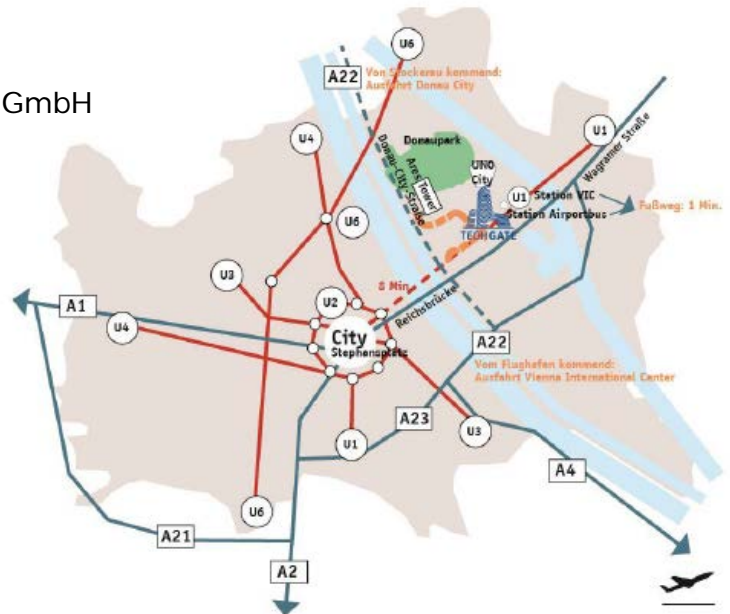 U6
GmbH
A22
Von Stockerau kommend:
Ausfahrt Donau City
U4
U1
Donaupark
Wagramer Straße
UNO
City
Ares Tower
Donau-City-Straße
U1
Station VIC
Station Airportbus
Fußweg: 1 Min.
TECHGATE
U6
U3
8 Min.
U2
Reichsbrücke
A1
U4
City
Stephansplatz
A22
Vom Flughafen kommend:
Ausfahrt Vienna International Center
A23
U3
U1
A4
U6
A21
A2